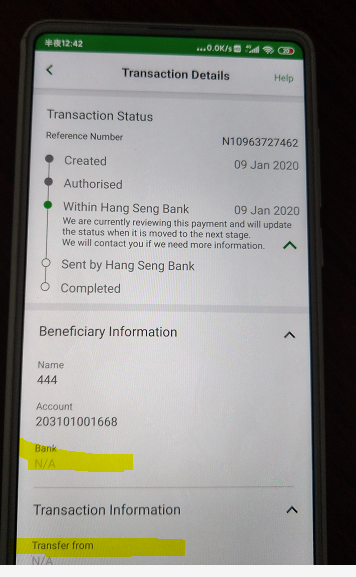 半夜12:42
...0.0K/s 4G 20
Transaction Details
Help
Transaction Status
Reference Number
N10963727462
Created
09 Jan 2020
Authorised
Within Hang Seng Bank
09 Jan 2020
We are currently reviewing this payment and will update
the status when it is moved to the next stage.
We will contact you if we need more information.
Sent by Hang Seng Bank
Completed
Beneficiary Information
Name
444
Account
203101001668
Bank
N/A
Transaction Information
Transfer from
N/A